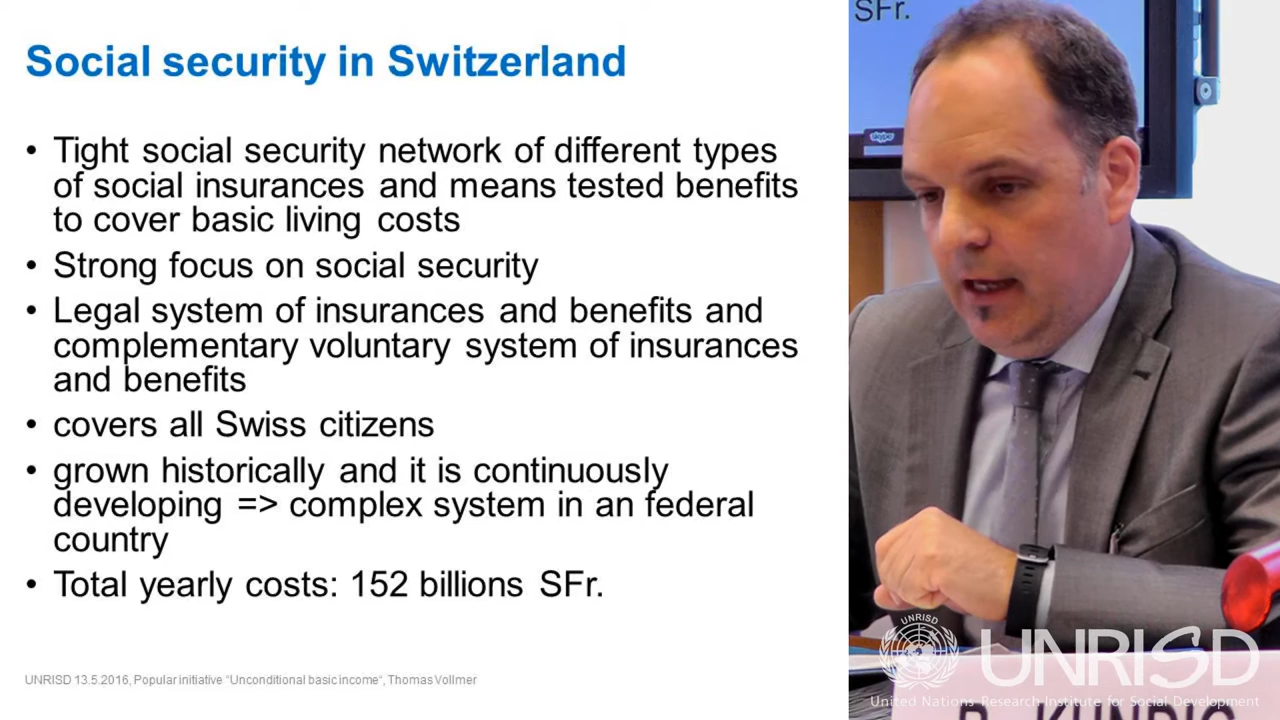 Social security in Switzerland
• Tight social security network of different types
of social insurances and means tested benefits
to cover basic living costs
• Strong focus on social security
• Legal system of insurances and benefits and
complementary voluntary system of insurances
and benefits
• covers all Swiss citizens
• grown historically and it is continuously
developing => complex system in an federal
country
• Total yearly costs: 152 billions SFr.
UNRISD 13.5.2016, Popular initiative “Unconditional basic income“, Thomas Vollmer
SFr.
skype
UNRISD
UNRISD
United Nations Research Institute for Social Development